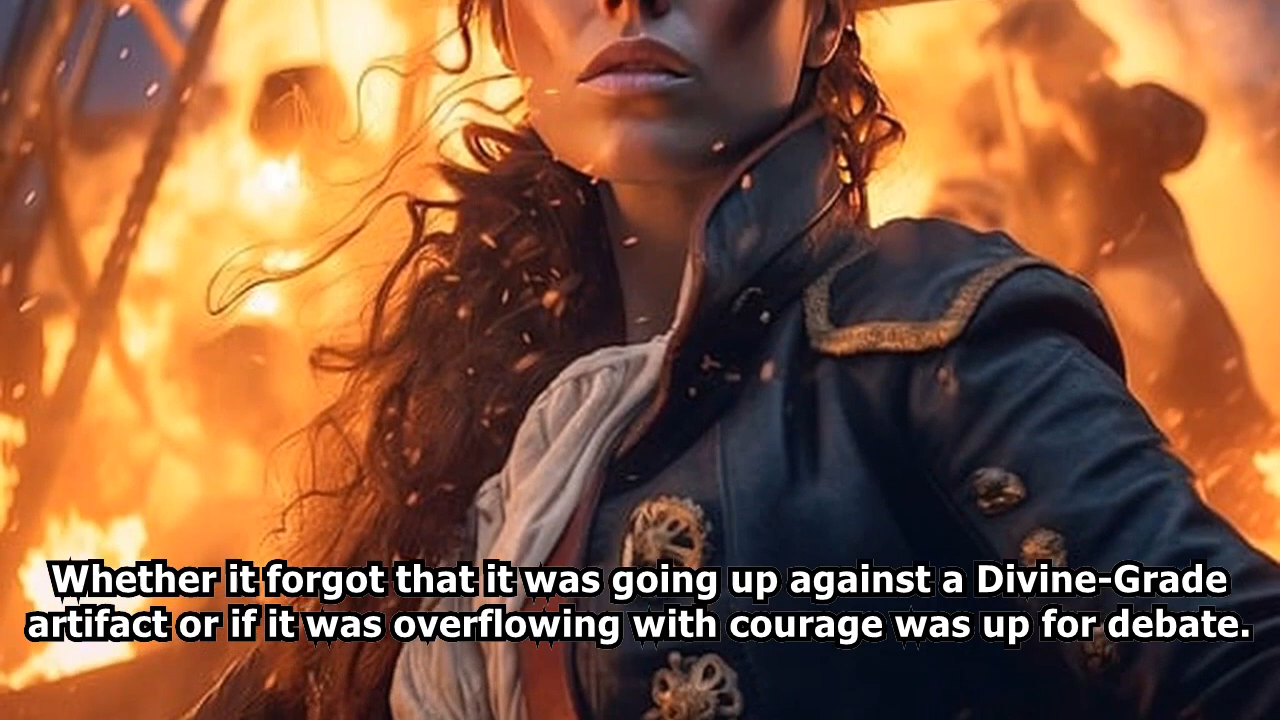 Whether it forgot that it was going up against a Divine-Grade
artifact or if it was overflowing with courage was up for debate.